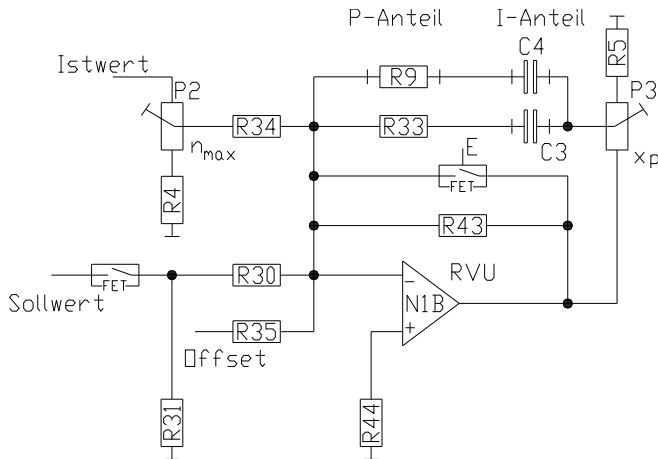 P-Anteil
I-Anteil
C4
R5
Istwert
R9
P2
P3
R34
R33
n max
C3
xp
E
FET
R4
R43
RVU
FET
R30
N1B
Sollwert
R35
Offset
R31
R44